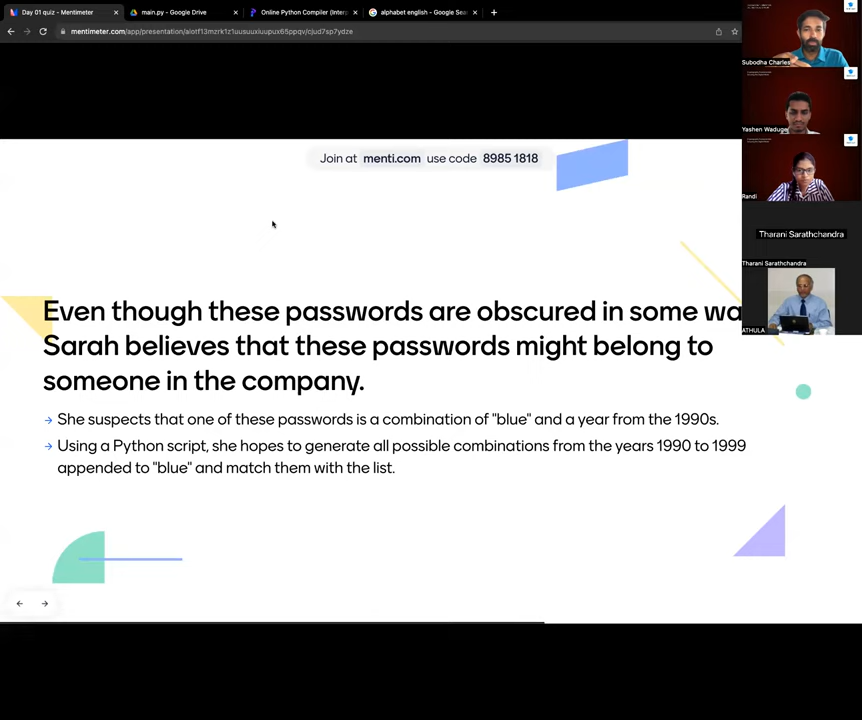 Day 01 quiz - Mentimeter
main.py - Google Drive
Online Python Compiler (Interp
alphabet english - Google Sea
mentimeter.com/app/presentation/
Join at menti.com use code 8985 1818
Even though these passwords are obscured in some wa
Sarah believes that these passwords might belong to
someone in the company.
→ She suspects that one of these passwords is a combination of "blue" and a year from the 1990s.
→ Using a Python script, she hopes to generate all possible combinations from the years 1990 to 1999
appended to "blue" and match them with the list.
Subodha Charles
Yashen Wadug
Randi
Tharani Sarathchandra
Tharani Sarathchandra
ATHULA